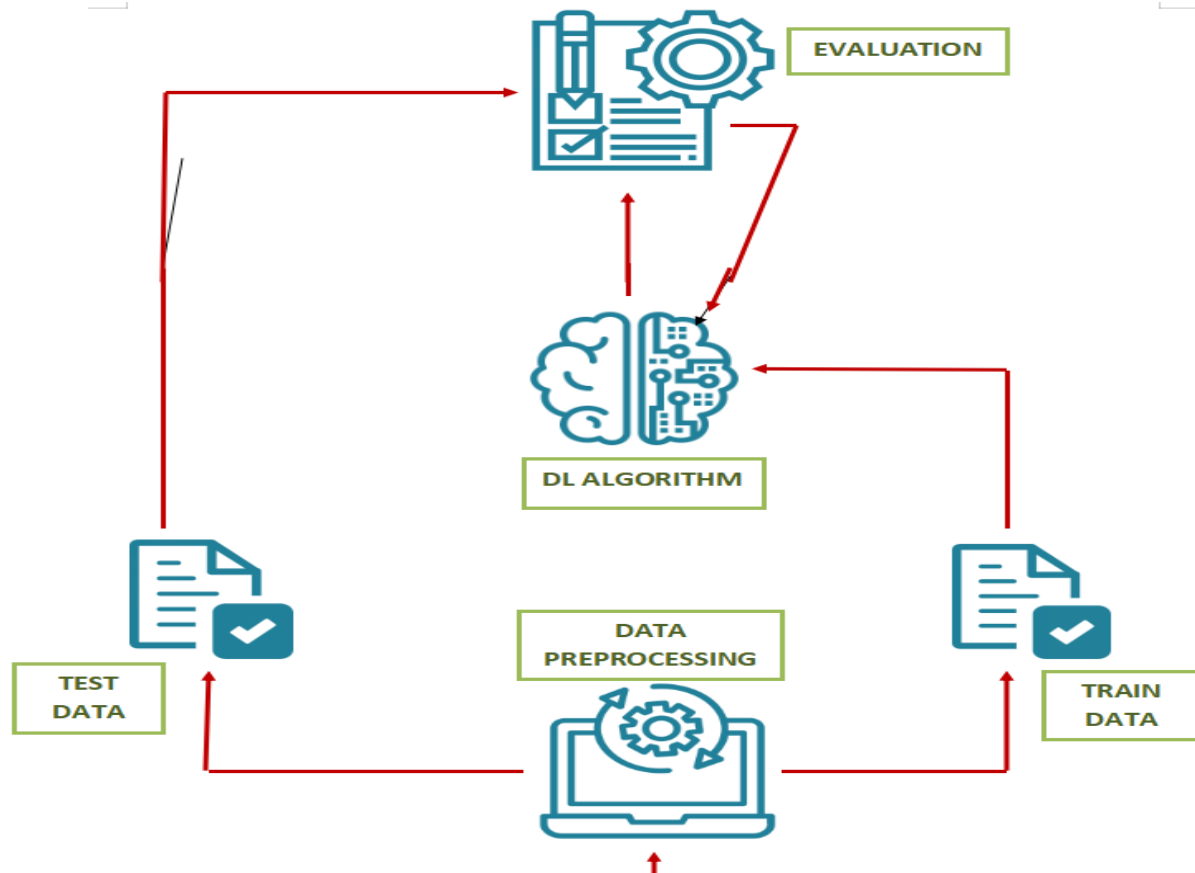 EVALUATION
DL ALGORITHM
DATA
PREPROCESSING
TEST
DATA
TRAIN
DATA